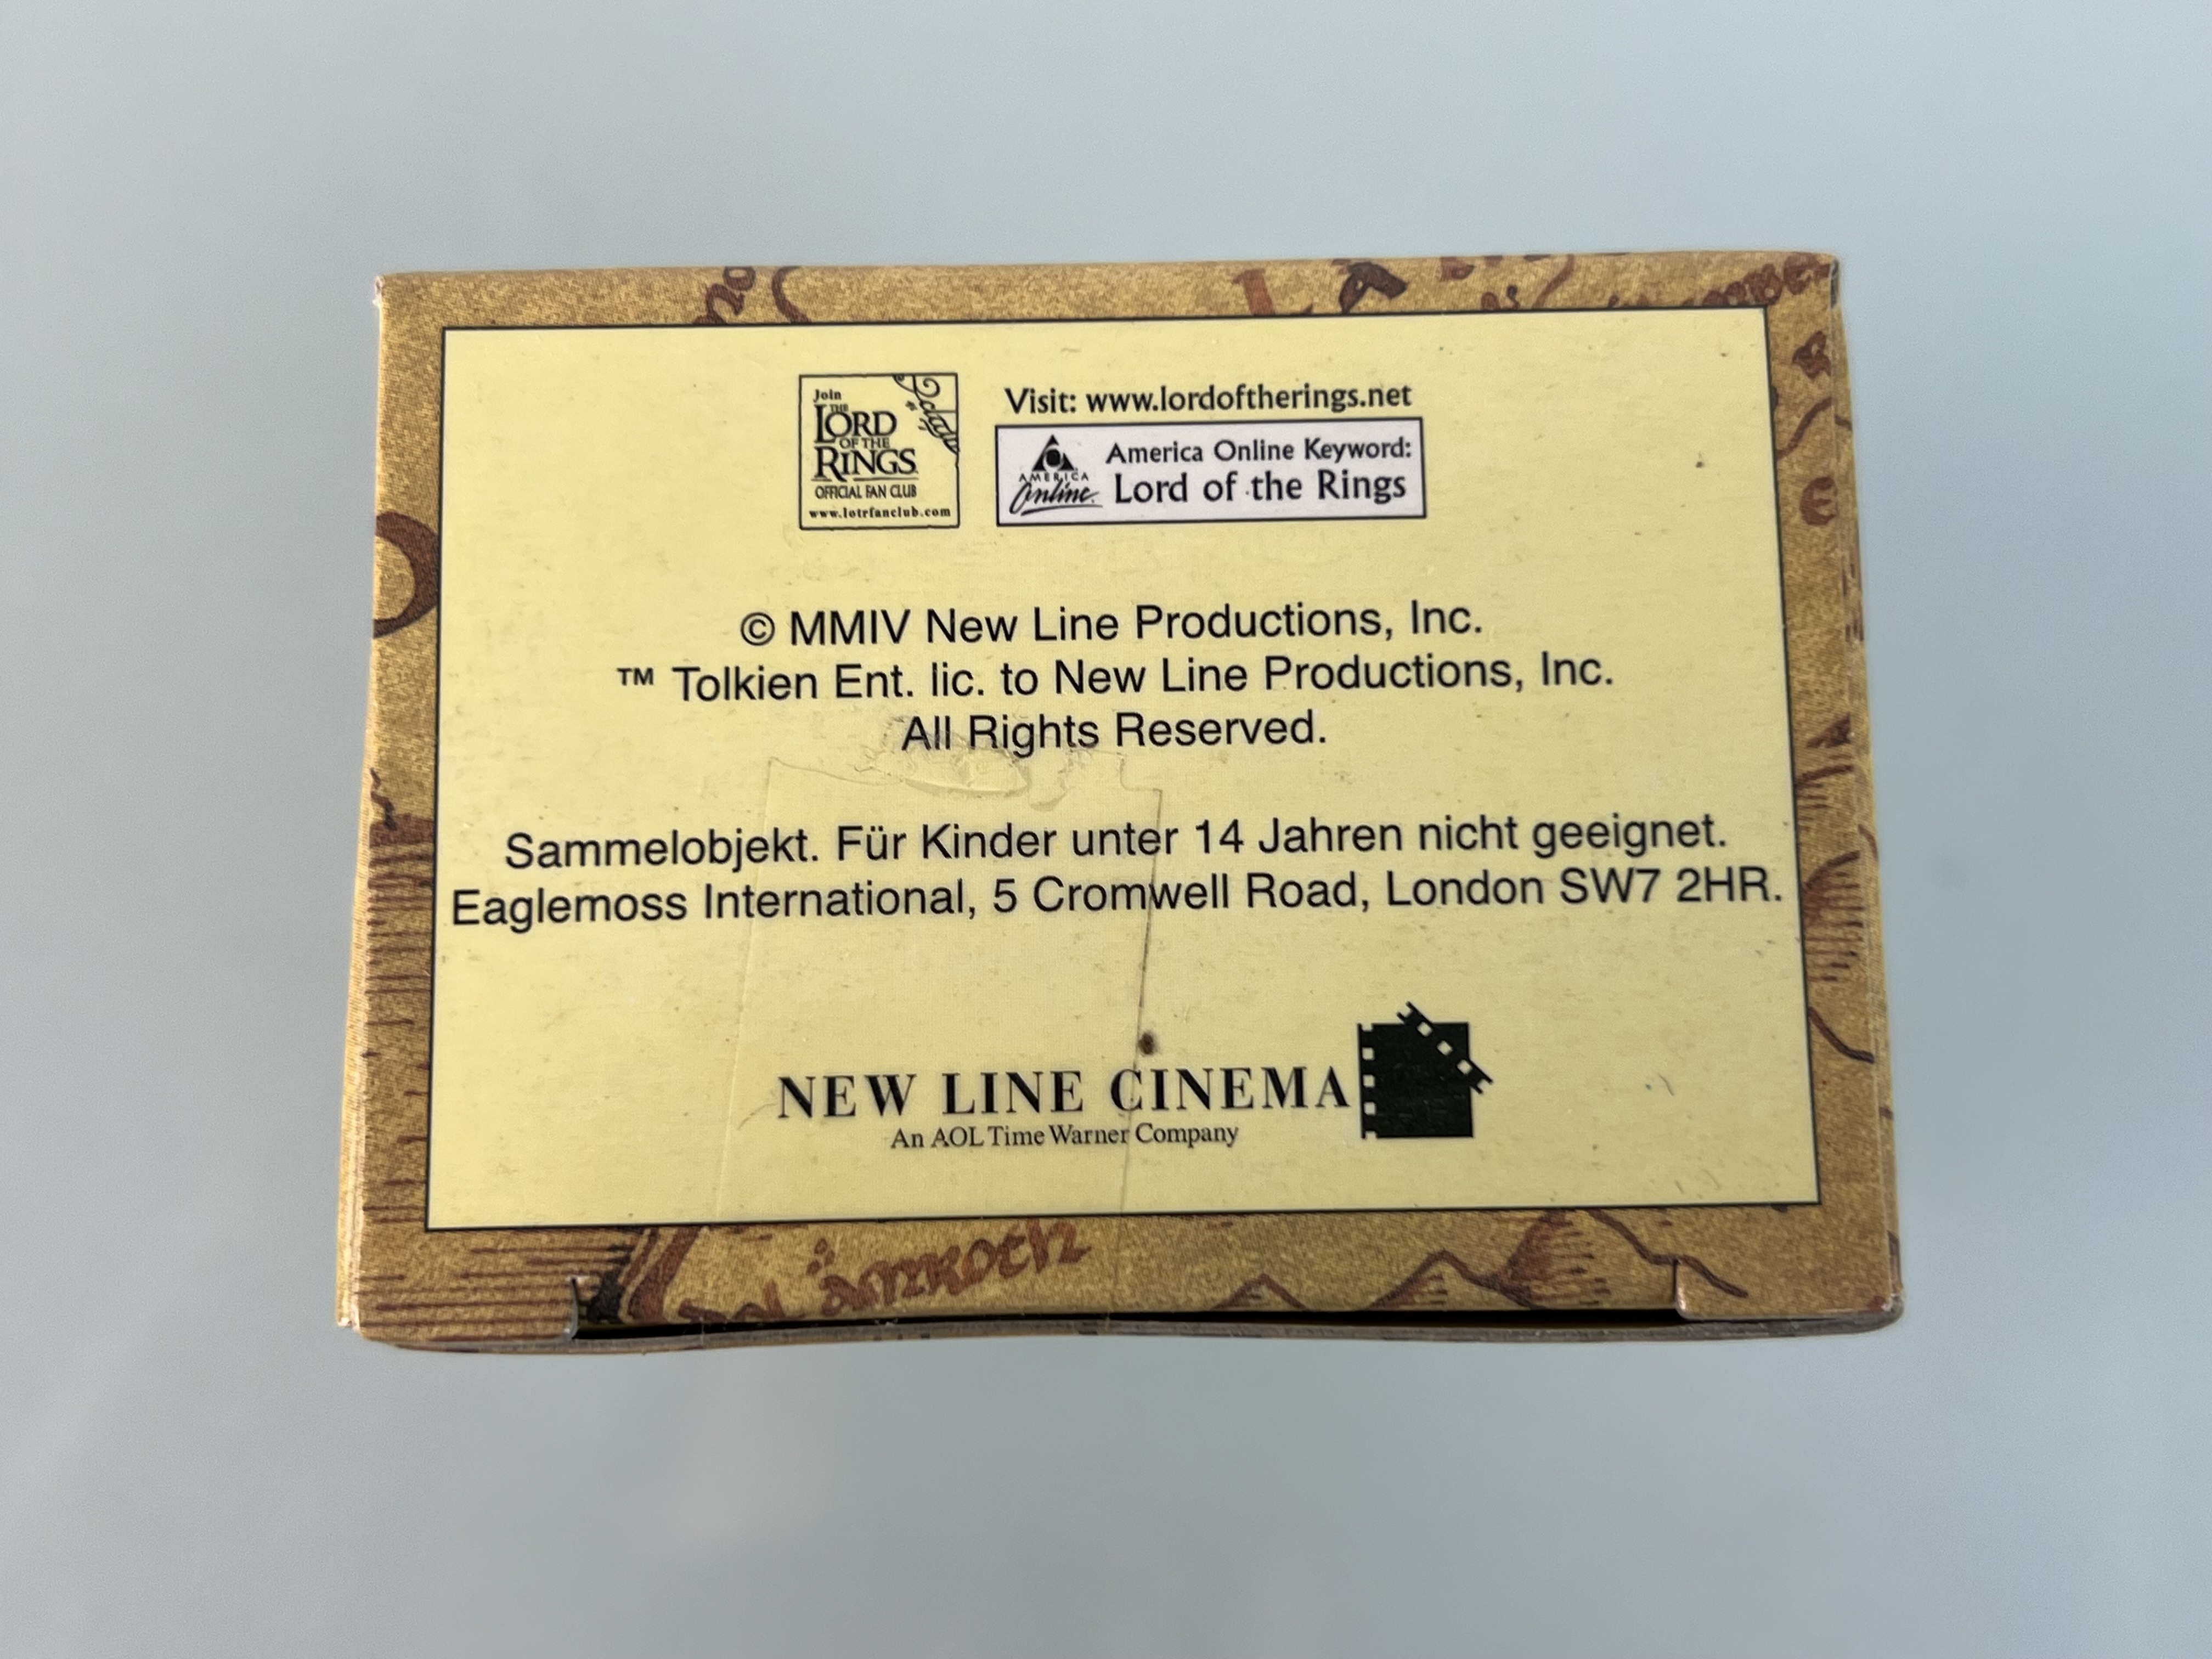 Join
THE
LORD
OF THE
RINGS
OFFICIAL FAN CLUB
www.lotrfanclub.com
Visit: www.lordoftherings.net
AMERICA
Online
America Online Keyword:
Lord of the Rings
© MMIV New Line Productions, Inc.
™ Tolkien Ent. lic. to New Line Productions, Inc.
All Rights Reserved.
Sammelobjekt. Für Kinder unter 14 Jahren nicht geeignet.
Eaglemoss International, 5 Cromwell Road, London SW7 2HR.
NEW LINE CINEMA
An AOL Time Warner Company
amroth